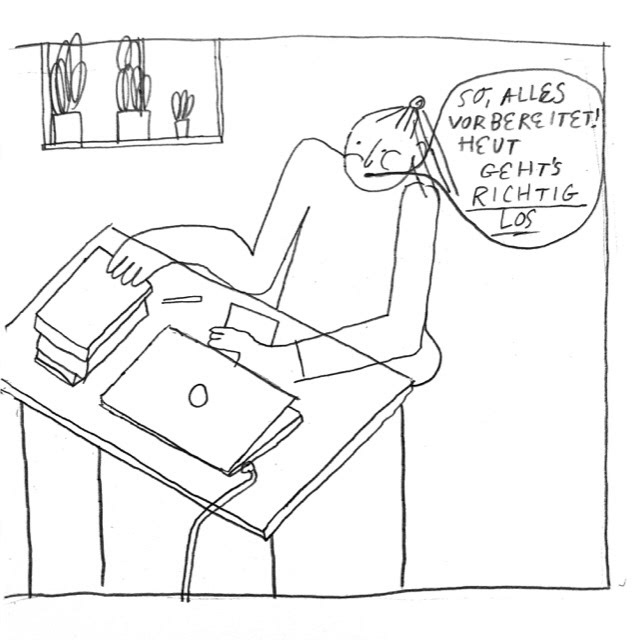 SO, ALLES
VORBEREITET!
HEUT
GEHT'S
RICHTIG
LOS